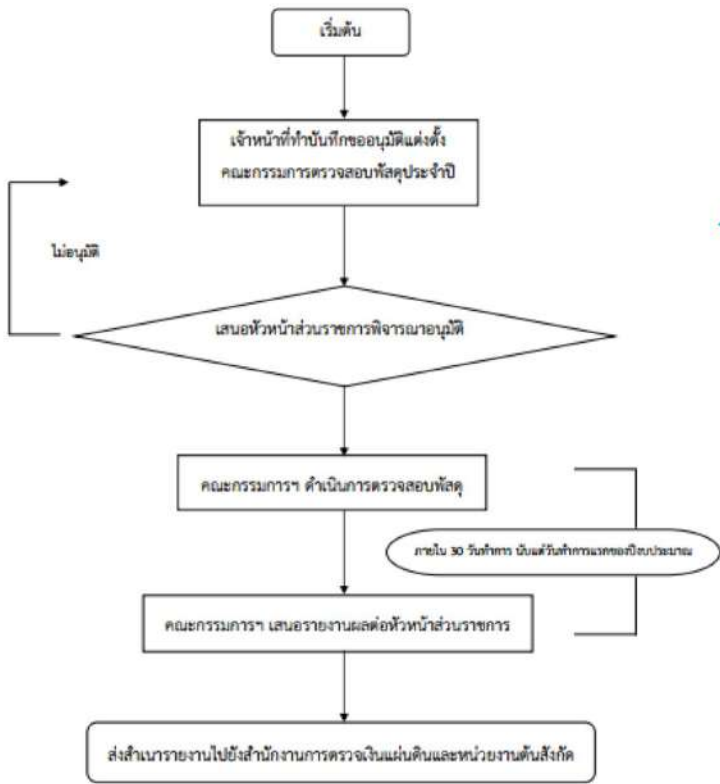 เริ่มต้น
เจ้าหน้าที่ทำบันทึกขออนุมัติแต่งตั้ง
คณะกรรมการตรวจสอบพัสดุประจำปี
ไม่อนุมัติ
เสนอหัวหน้าส่วนราชการพิจารณาอนุมัติ
คณะกรรมการฯ ดำเนินการตรวจสอบพัสดุ
ภายใน 30 วันทำการ นับแต่วันทำการแรกของปีงบประมาณ
คณะกรรมการฯ เสนอรายงานผลต่อหัวหน้าส่วนราชการ
ส่งสำเนารายงานไปยังสำนักงานการตรวจเงินแผ่นดินและหน่วยงานต้นสังกัด